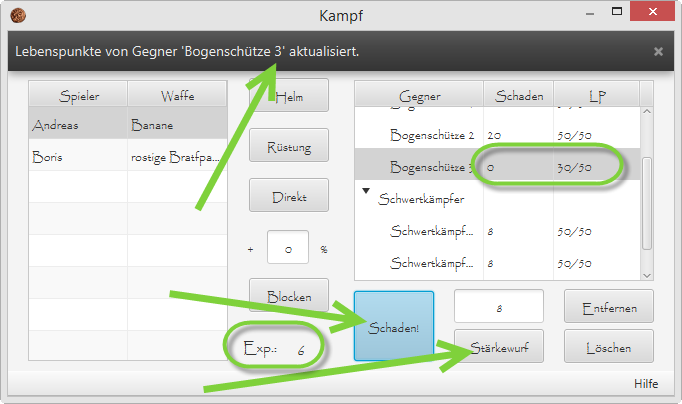 Kampf
Lebenspunkte von Gegner 'Bogenschütze 3' aktualisiert.
Spieler Waffe
Andreas Banane
Boris rostige Bratfpa...
Helm
Rüstung
Direkt
+ 0 %
Blocken
Exp.: 6
Gegner Schaden LP
Bogenschütze 2 20 50/50
Bogenschütze 0 30/50
Schwertkämpfer
Schwertkämpf... 8 50/50
Schwertkämpf... 8 50/50
Schaden!
8
Entfernen
Stärkewurf
Löschen
Hilfe